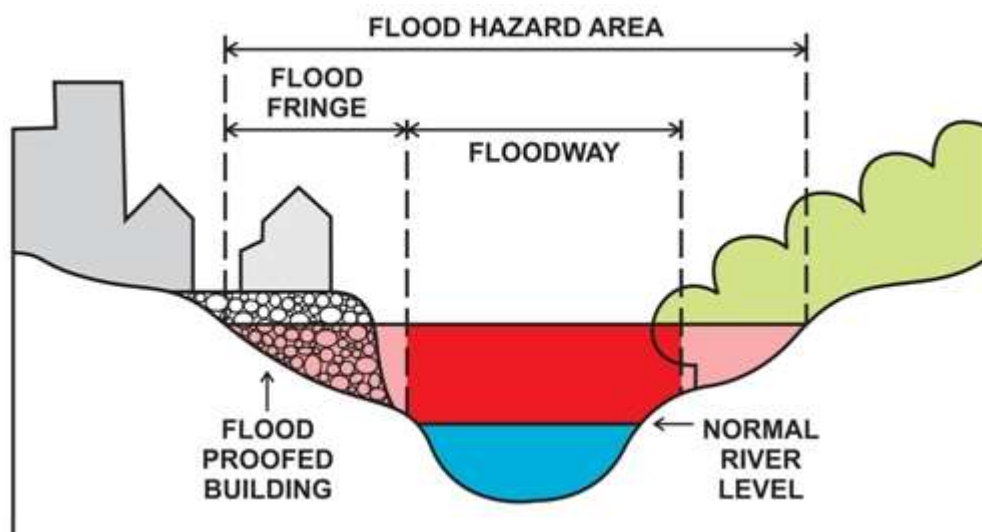 FLOOD HAZARD AREA
FLOOD
FRINGE
FLOODWAY
FLOOD
PROOFED
BUILDING
NORMAL
RIVER
LEVEL